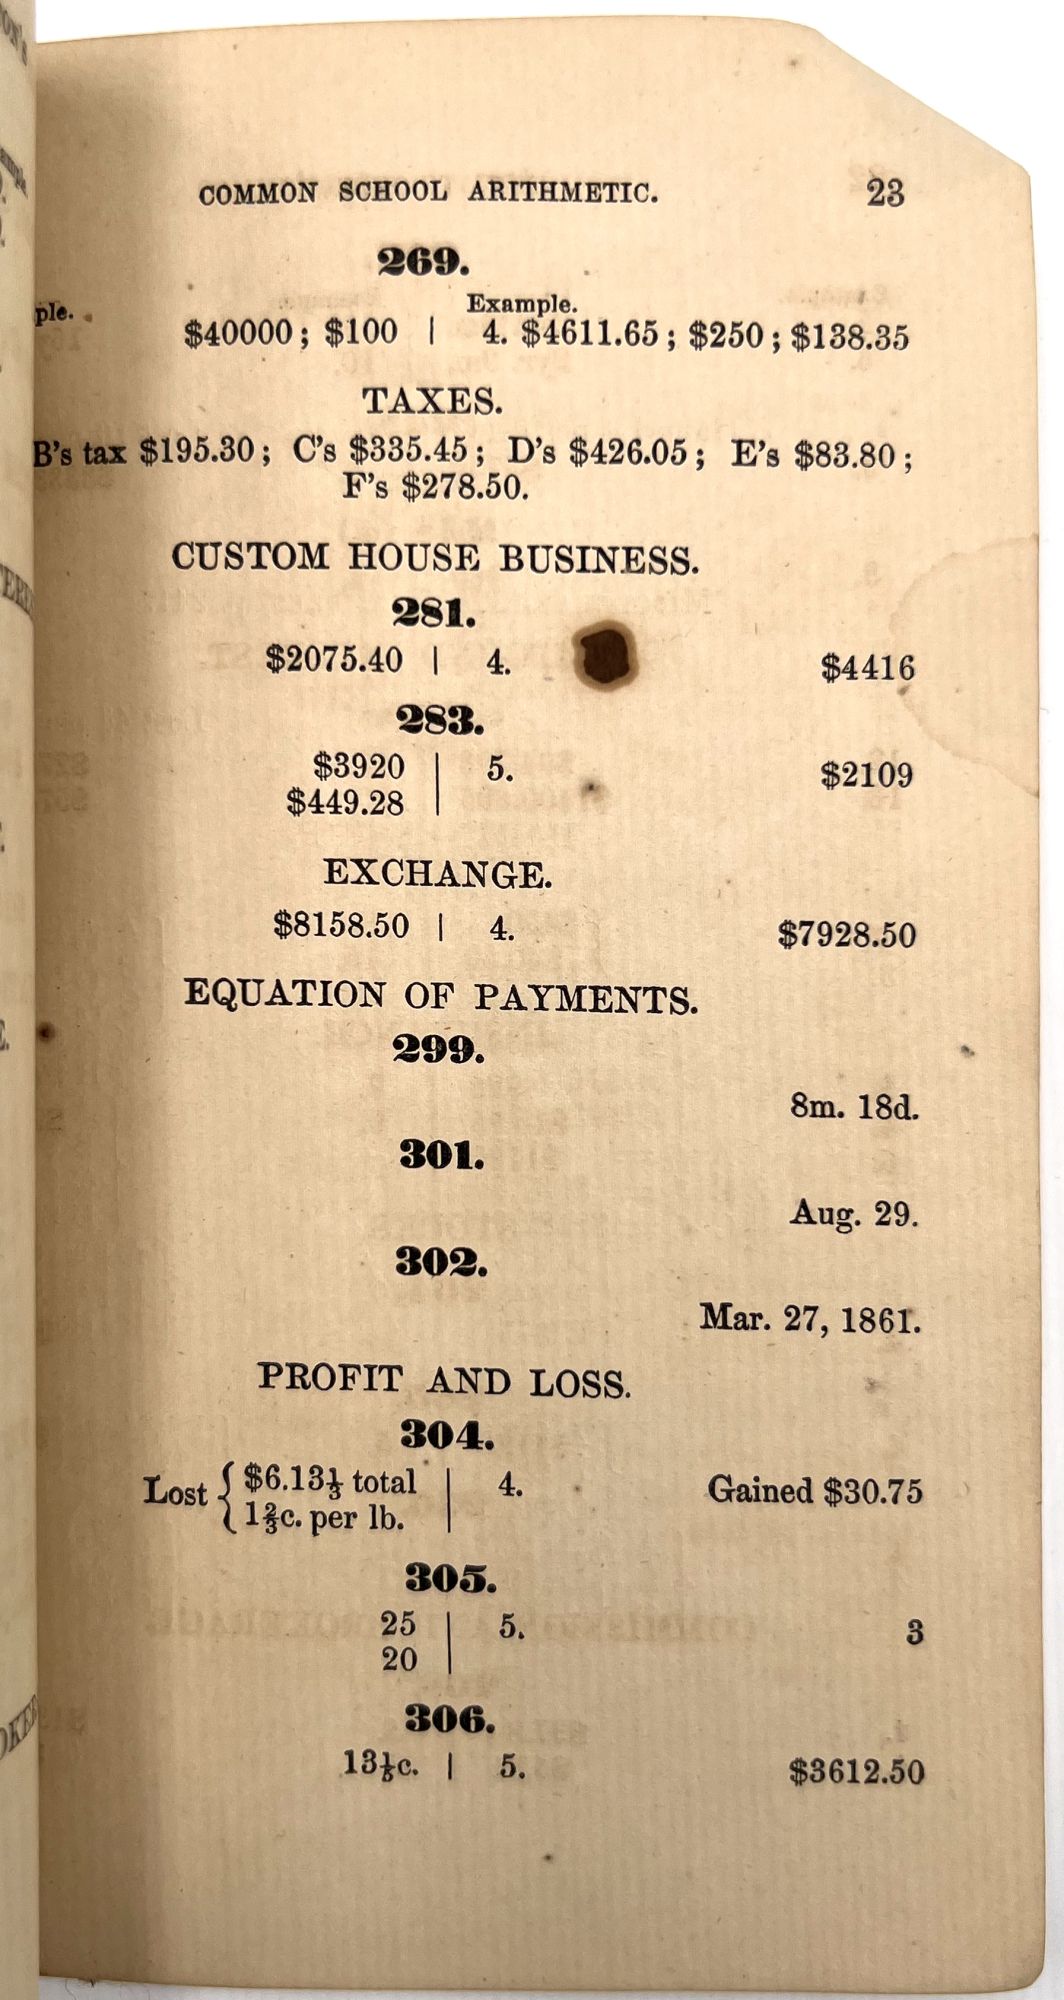 COMMON SCHOOL ARITHMETIC. 23
269.
ple. Example.
$40000; $100 | 4. $4611.65; $250; $138.35
TAXES.
B's tax $195.30; C's $335.45; D's $426.05; E's $83.80;
F's $278.50.
CUSTOM HOUSE BUSINESS.
281.
$2075.40 | 4. $4416
283.
$3920 | 5. $2109
$449.28
EXCHANGE.
$8158.50 | 4. $7928.50
EQUATION OF PAYMENTS.
299.
8m. 18d.
301.
Aug. 29.
302.
Mar. 27, 1861.
PROFIT AND LOSS.
304.
Lost { $6.13⅓ total | 4. Gained $30.75
1⅔c. per lb.
305.
25 | 5. 3
20
306.
| 5. $3612.50